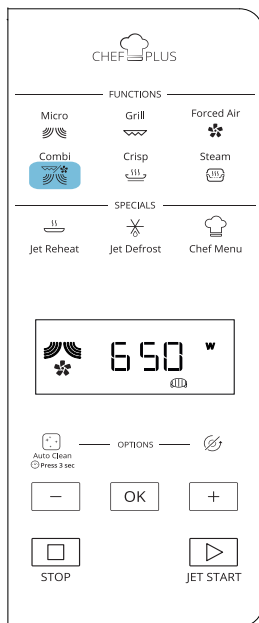 CHEF PLUS
FUNCTIONS
Micro Grill Forced Air
Combi Crisp Steam
SPECIALS
Jet Reheat Jet Defrost Chef Menu
650 W
OPTIONS
Auto Clean
Press 3 sec
− OK +
STOP JET START